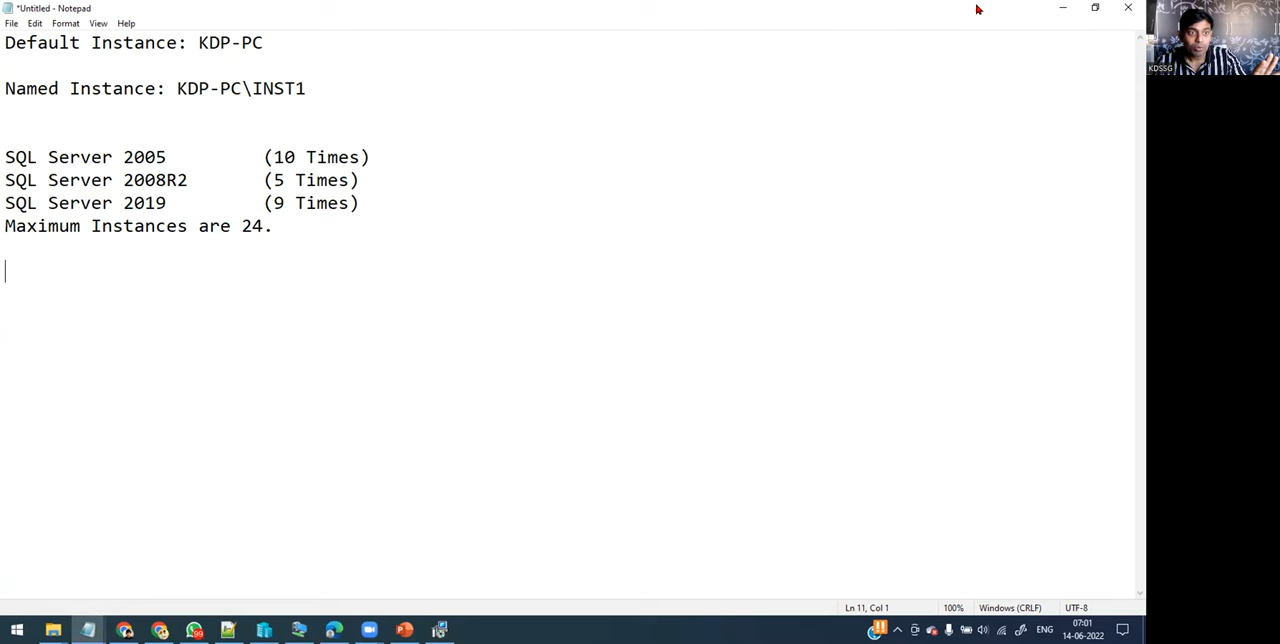 *Untitled - Notepad
File Edit Format View Help
Default Instance: KDP-PC
Named Instance: KDP-PC\INST1
SQL Server 2005 (10 Times)
SQL Server 2008R2 (5 Times)
SQL Server 2019 (9 Times)
Maximum Instances are 24.
KDSSG
Ln 11, Col 1 100% Windows (CRLF) UTF-8
99
ENG
07:01
14-06-2022